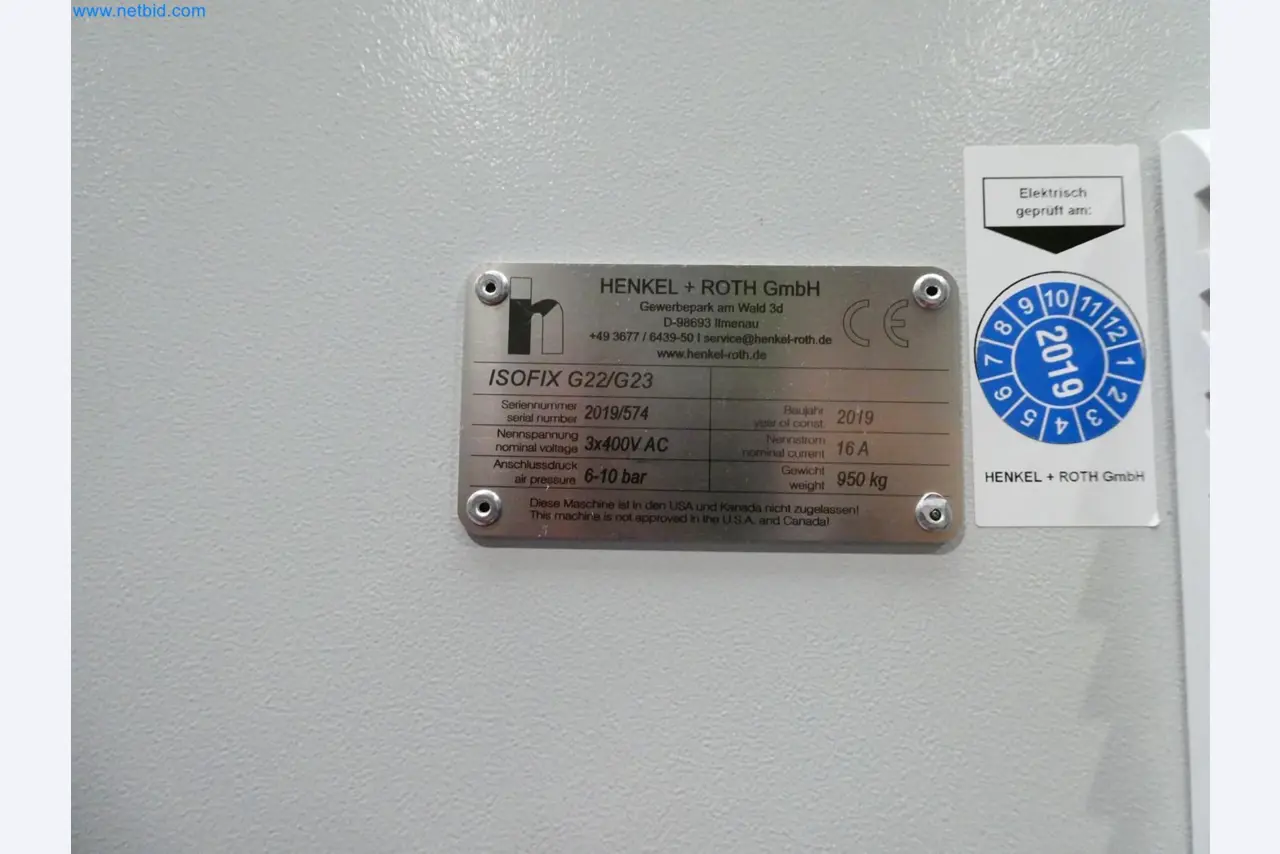 www.netbid.com
HENKEL + ROTH GmbH
Gewerbepark am Wald 3d
D-98693 Ilmenau
+49 3677 / 6439-50 | service@henkel-roth.de
www.henkel-roth.de
CE
ISOFIX G22/G23
Seriennummer
serial number 2019/574
Baujahr
year of const. 2019
Nennspannung
nominal voltage 3x400V AC
Nennstrom
nominal current 16 A
Anschlussdruck
air pressure 6-10 bar
Gewicht
weight 950 kg
Diese Maschine ist in den USA und Kanada nicht zugelassen!
This machine is not approved in the U.S.A. and Canada!
Elektrisch
geprüft am:
1 2 3 4 5 6 7 8 9 10 11 12
2019
HENKEL + ROTH GmbH